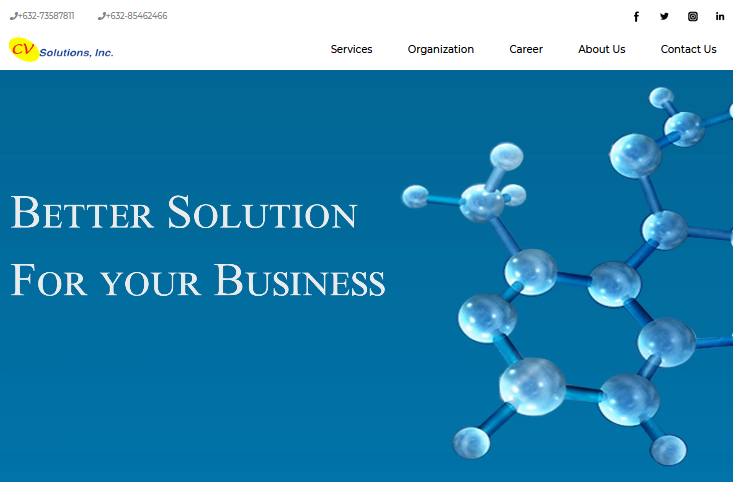 +632-73587811 +632-85462466
CV Solutions, Inc.
Services Organization Career About Us Contact Us
Better Solution
For your Business